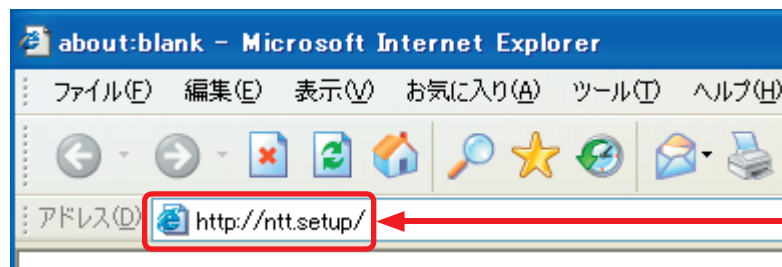 about:blank - Microsoft Internet Explorer
ファイル(F) 編集(E) 表示(V) お気に入り(A) ツール(T) ヘルプ(H)
アドレス(D) http://ntt.setup/